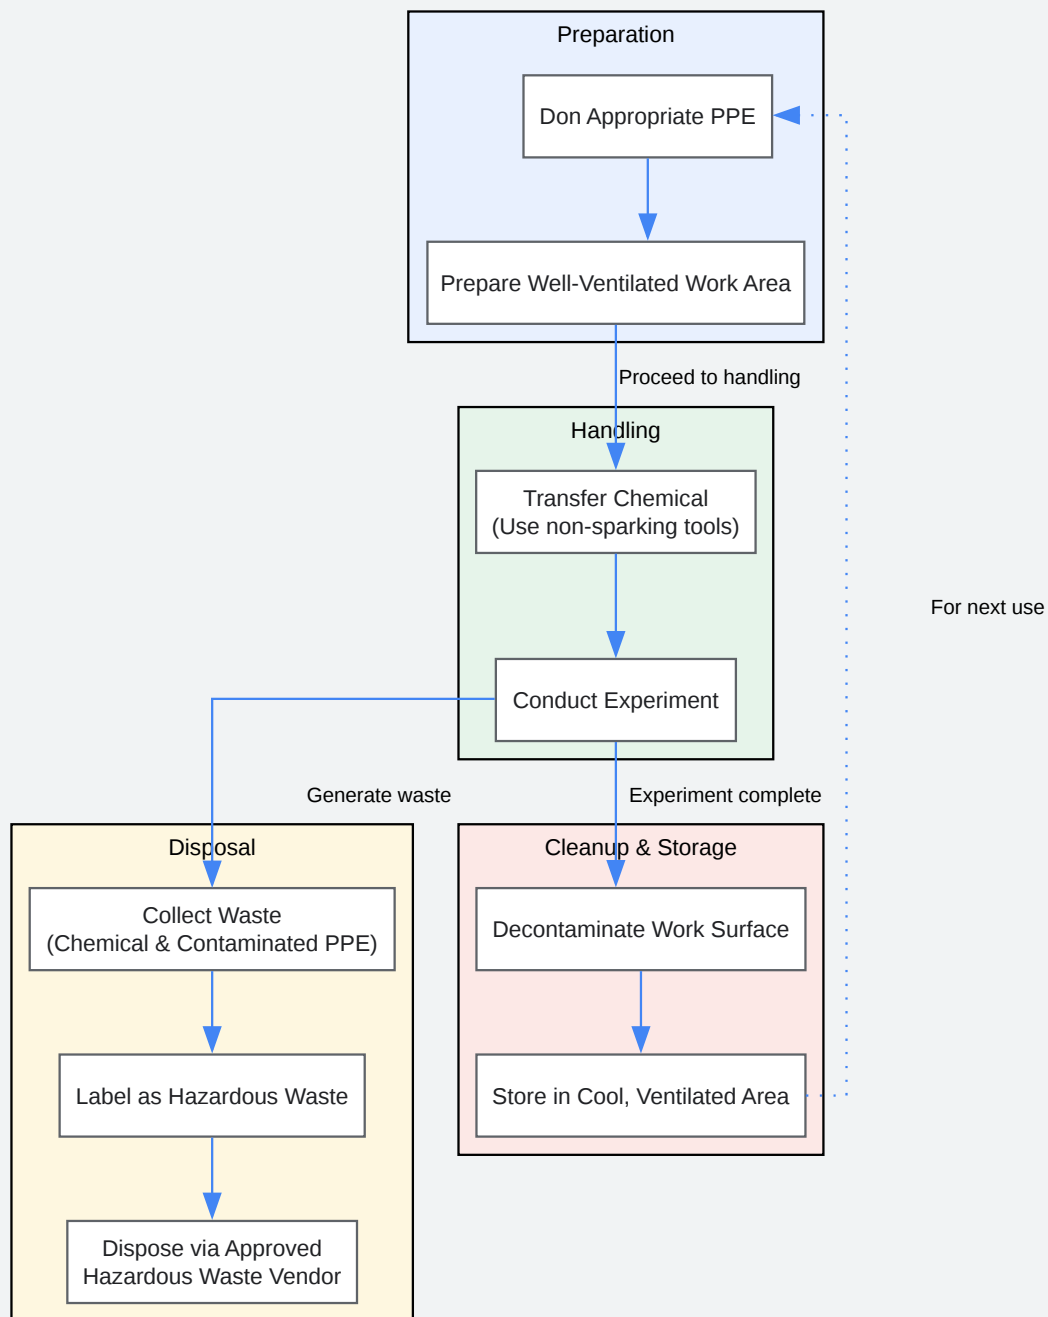 Preparation
Don Appropriate PPE
Prepare Well-Ventilated Work Area
Proceed to handling
Handling
Transfer Chemical
(Use non-sparking tools)
For next use
Conduct Experiment
Generate waste
Experiment complete
Disposal
Collect Waste
(Chemical & Contaminated PPE)
Label as Hazardous Waste
Dispose via Approved
Hazardous Waste Vendor
Cleanup & Storage
Decontaminate Work Surface
Store in Cool, Ventilated Area